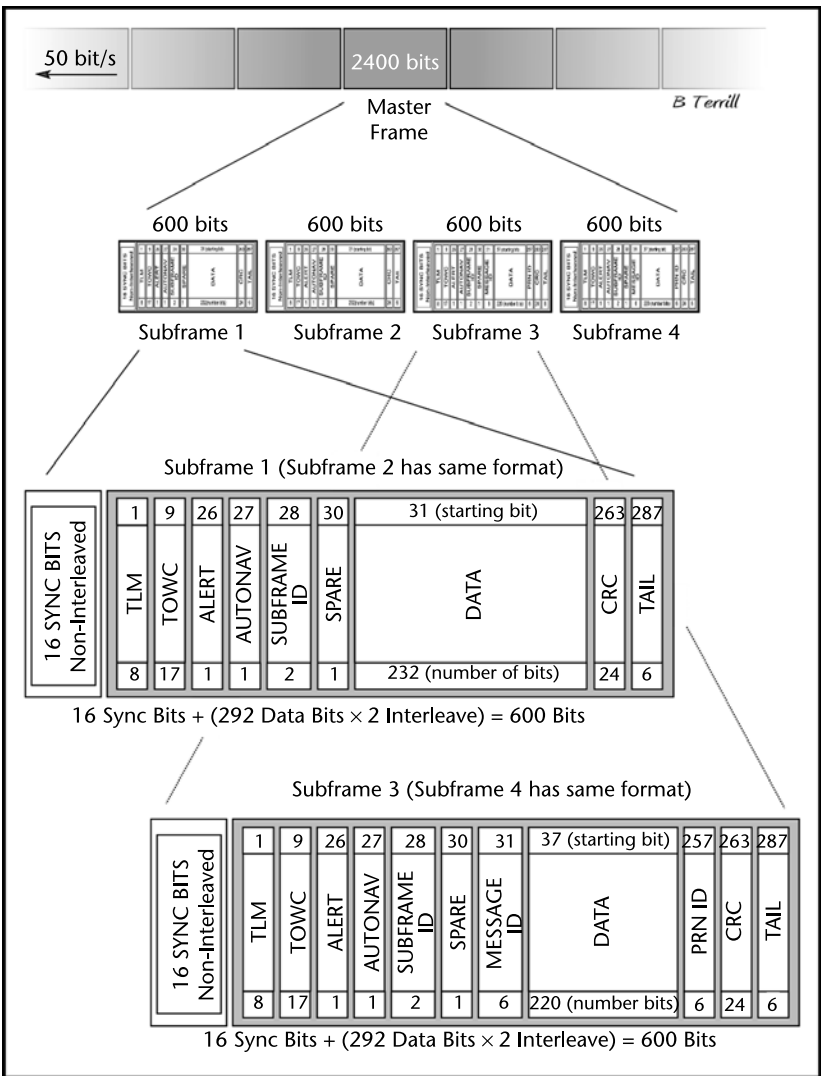 50 bit/s
2400 bits
B Terrill
Master
Frame
600 bits 600 bits 600 bits 600 bits
Subframe 1 Subframe 2 Subframe 3 Subframe 4
Subframe 1 (Subframe 2 has same format)
16 SYNC BITS
Non-Interleaved
1 9 26 27 28 30 31 (starting bit) 263 287
TLM TOWC ALERT AUTONAV SUBFRAME ID SPARE DATA CRC TAIL
8 17 1 1 2 1 232 (number of bits) 24 6
16 Sync Bits + (292 Data Bits × 2 Interleave) = 600 Bits
Subframe 3 (Subframe 4 has same format)
16 SYNC BITS
Non-Interleaved
1 9 26 27 28 30 31 37 (starting bit) 257 263 287
TLM TOWC ALERT AUTONAV SUBFRAME ID SPARE MESSAGE ID DATA PRN ID CRC TAIL
8 17 1 1 2 1 6 220 (number bits) 6 24 6
16 Sync Bits + (292 Data Bits × 2 Interleave) = 600 Bits